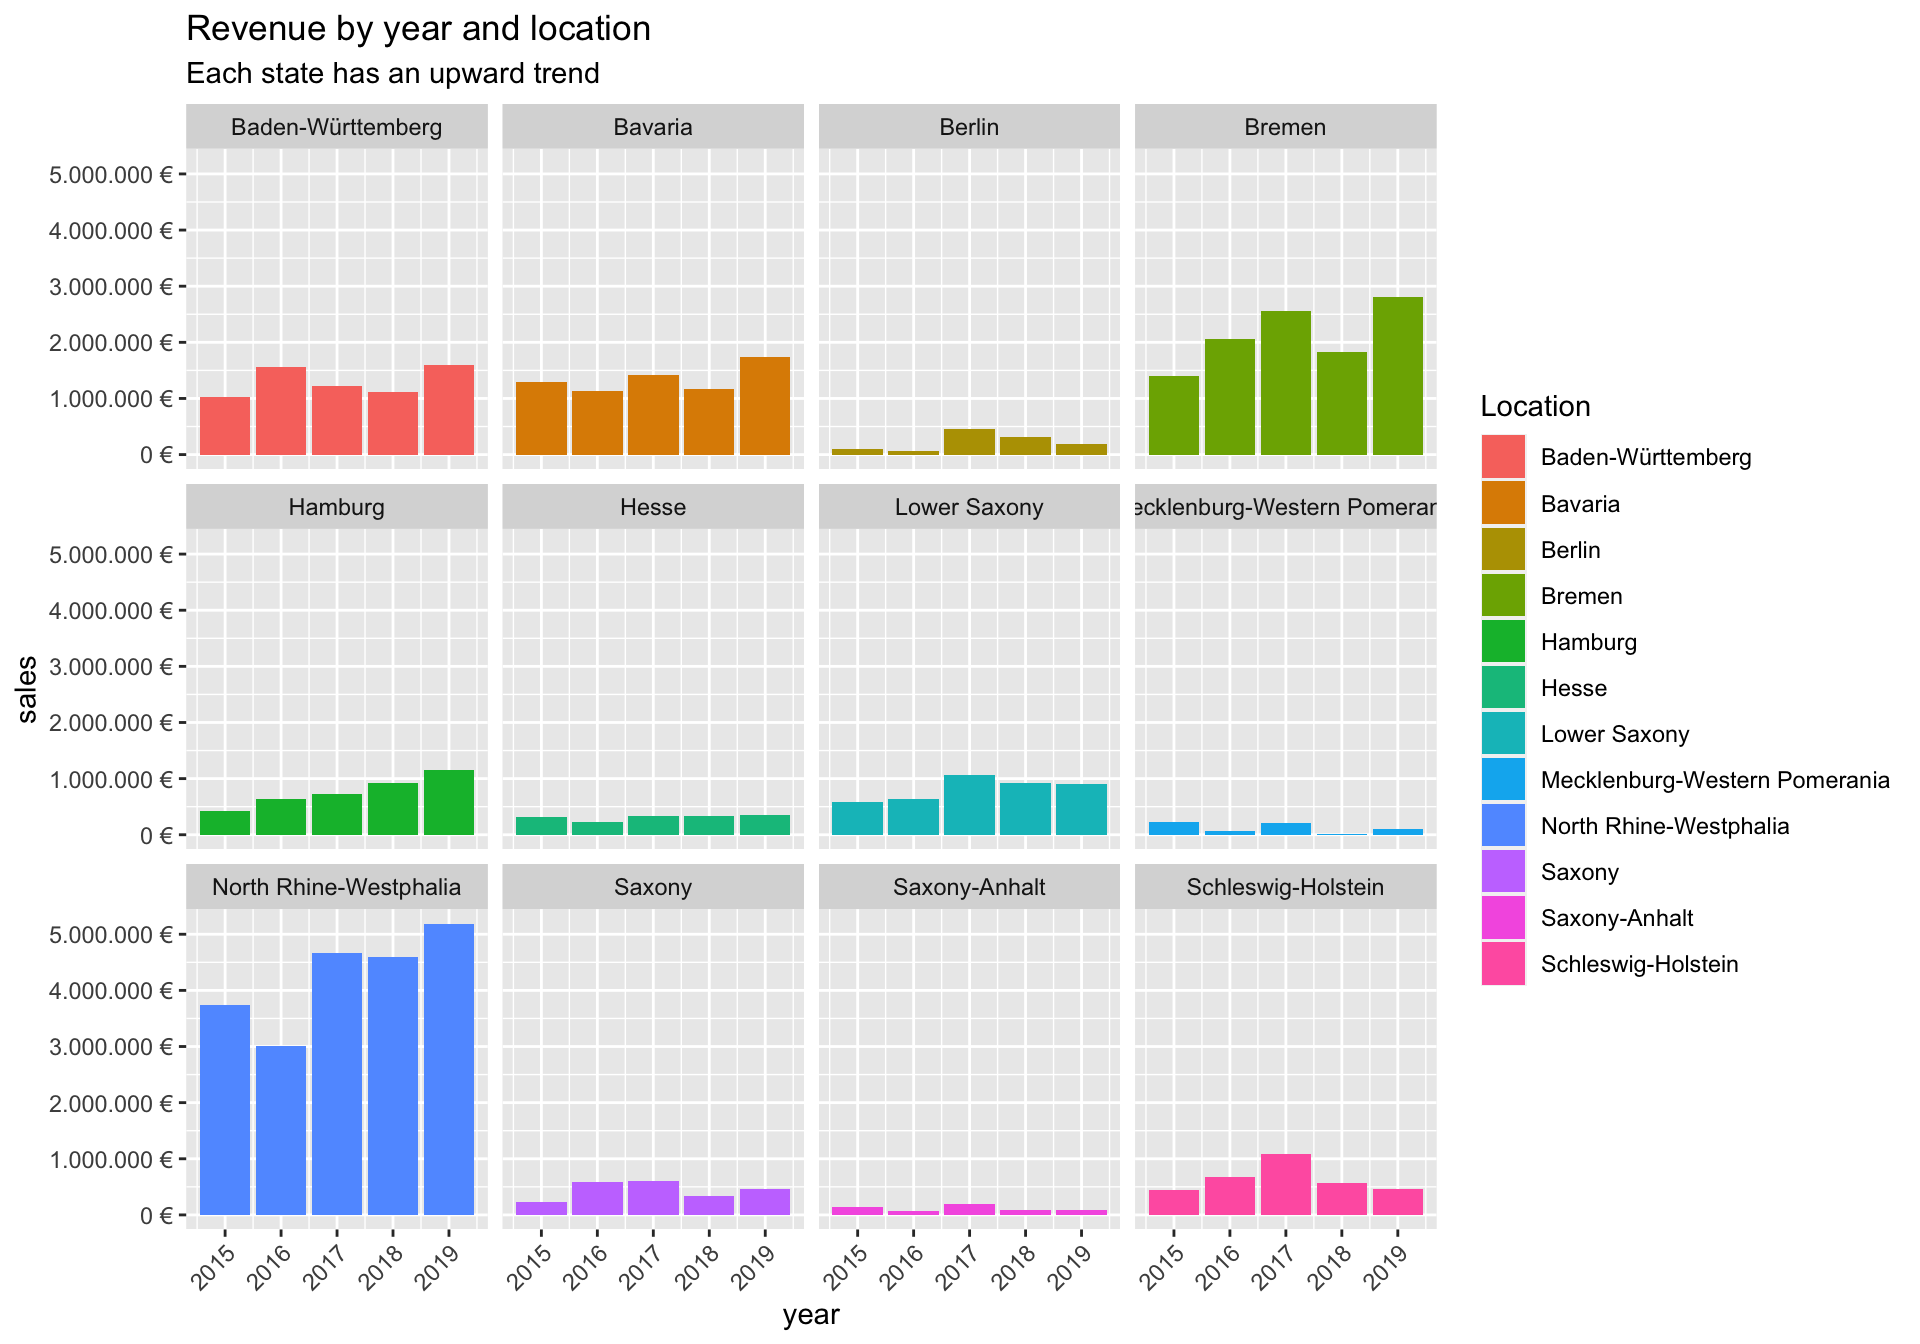 Revenue by year and location
Each state has an upward trend
Baden-Württemberg
Bavaria
Berlin
Bremen
5.000.000 €
4.000.000 €
3.000.000 €
2.000.000 €
1.000.000 €
0 €
Hamburg
Hesse
Lower Saxony
ecklenburg-Western Pomeran
5.000.000 €
4.000.000 €
3.000.000 €
2.000.000 €
1.000.000 €
0 €
North Rhine-Westphalia
Saxony
Saxony-Anhalt
Schleswig-Holstein
5.000.000 €
4.000.000 €
3.000.000 €
2.000.000 €
1.000.000 €
0 €
2015 2016 2017 2018 2019
2015 2016 2017 2018 2019
2015 2016 2017 2018 2019
2015 2016 2017 2018 2019
year
sales
Location
Baden-Württemberg
Bavaria
Berlin
Bremen
Hamburg
Hesse
Lower Saxony
Mecklenburg-Western Pomerania
North Rhine-Westphalia
Saxony
Saxony-Anhalt
Schleswig-Holstein